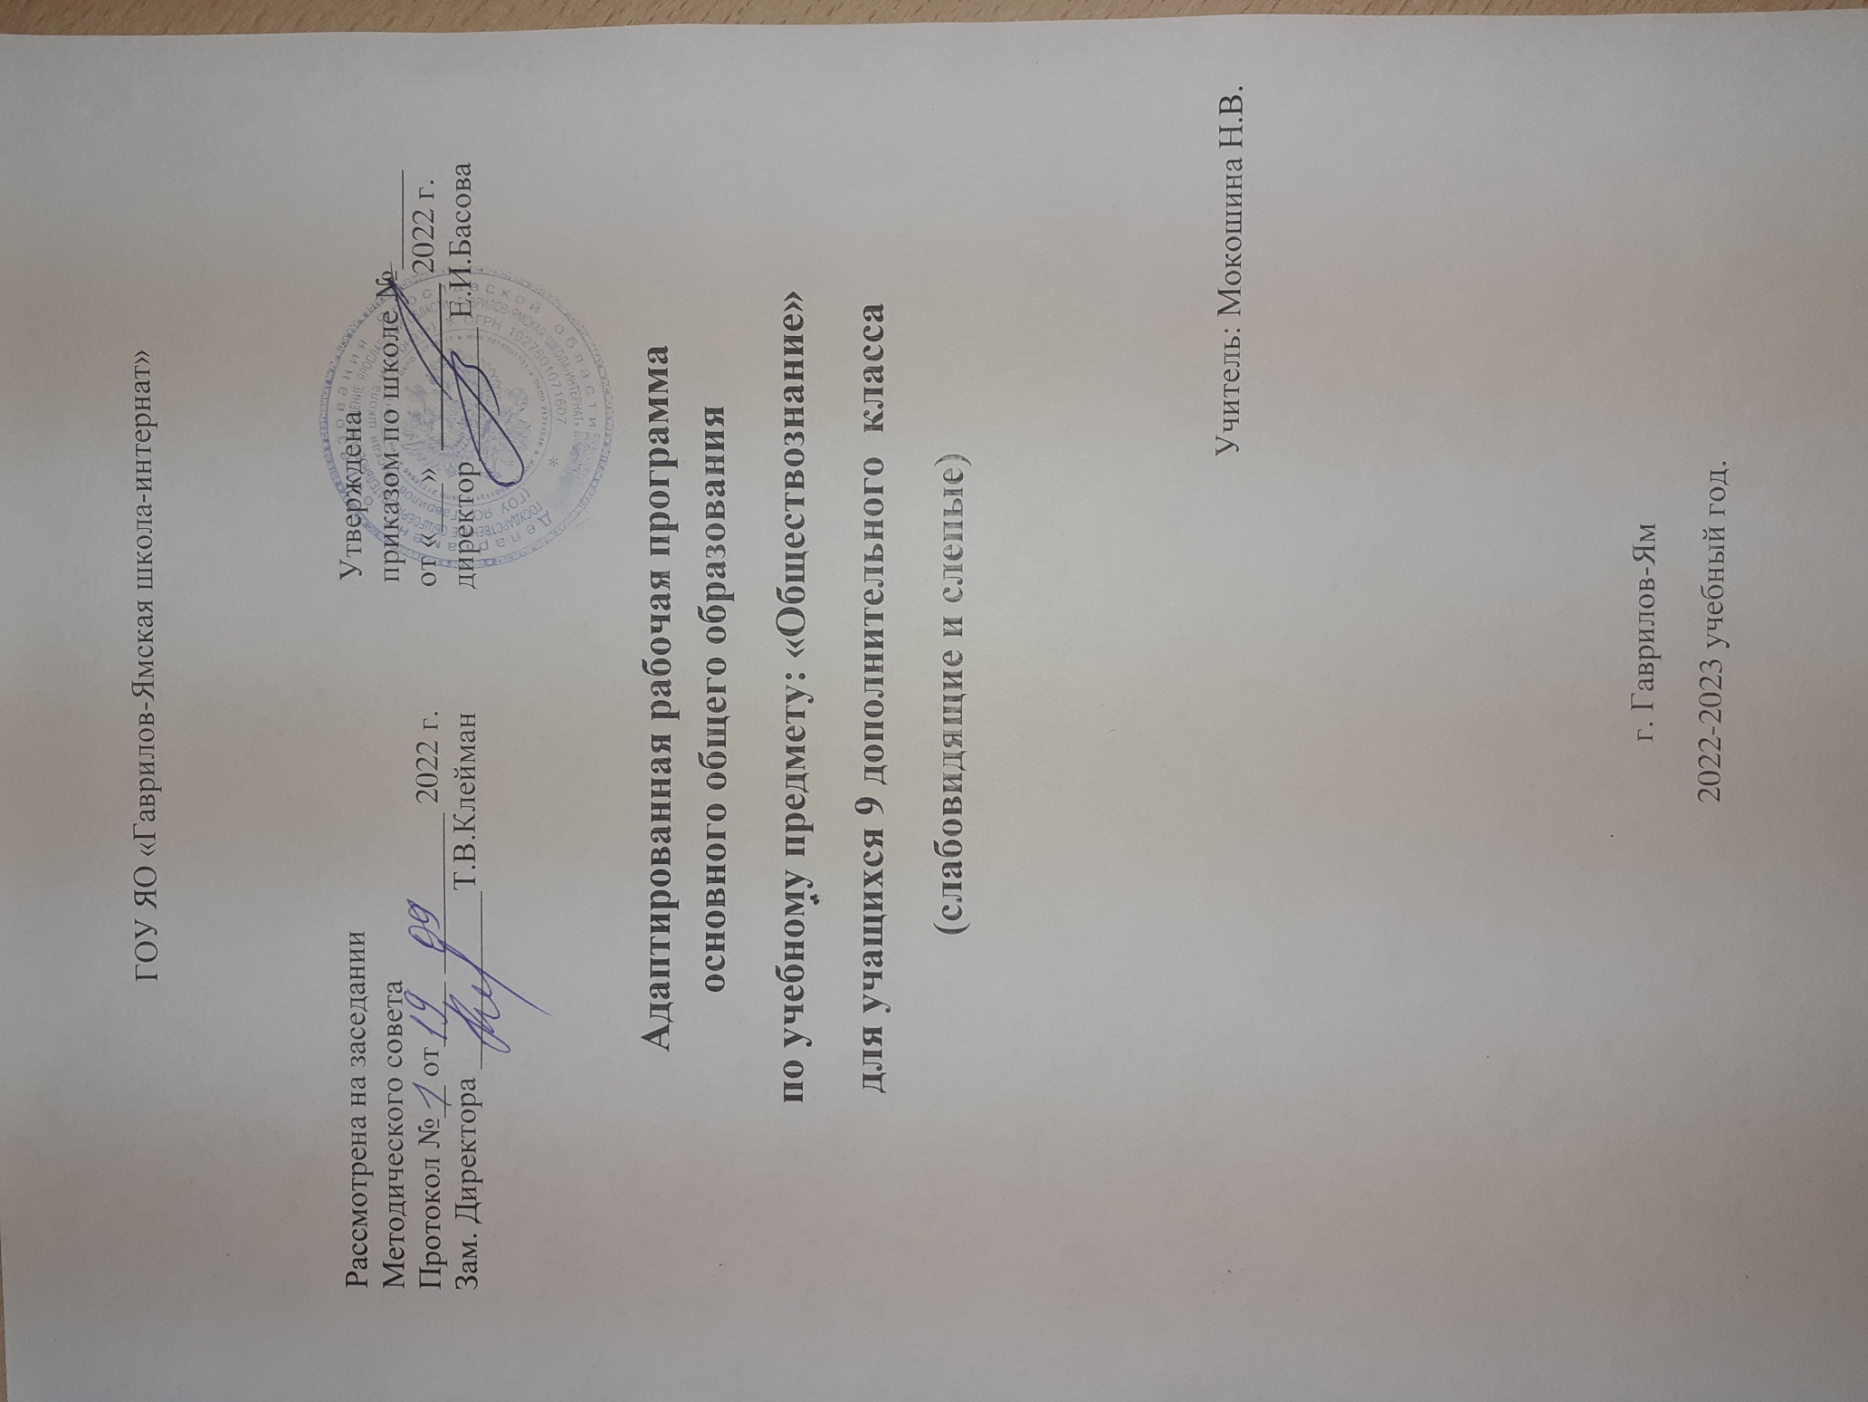 ГОУ ЯО «Гаврилов-Ямская школа-интернат»
Рассмотрена на заседании
Методического совета
Протокол № 1 от 19 09 2022 г.
Зам. Директора Т.В.Клейман
Утверждена
приказом по школе №
от « » 2022 г.
директор Е.И.Басова
ОГРН 1027601071607
Адаптированная рабочая программа
основного общего образования
по учебному предмету: «Обществознание»
для учащихся 9 дополнительного класса
(слабовидящие и слепые)
Учитель: Мокошина Н.В.
г. Гаврилов-Ям
2022-2023 учебный год.